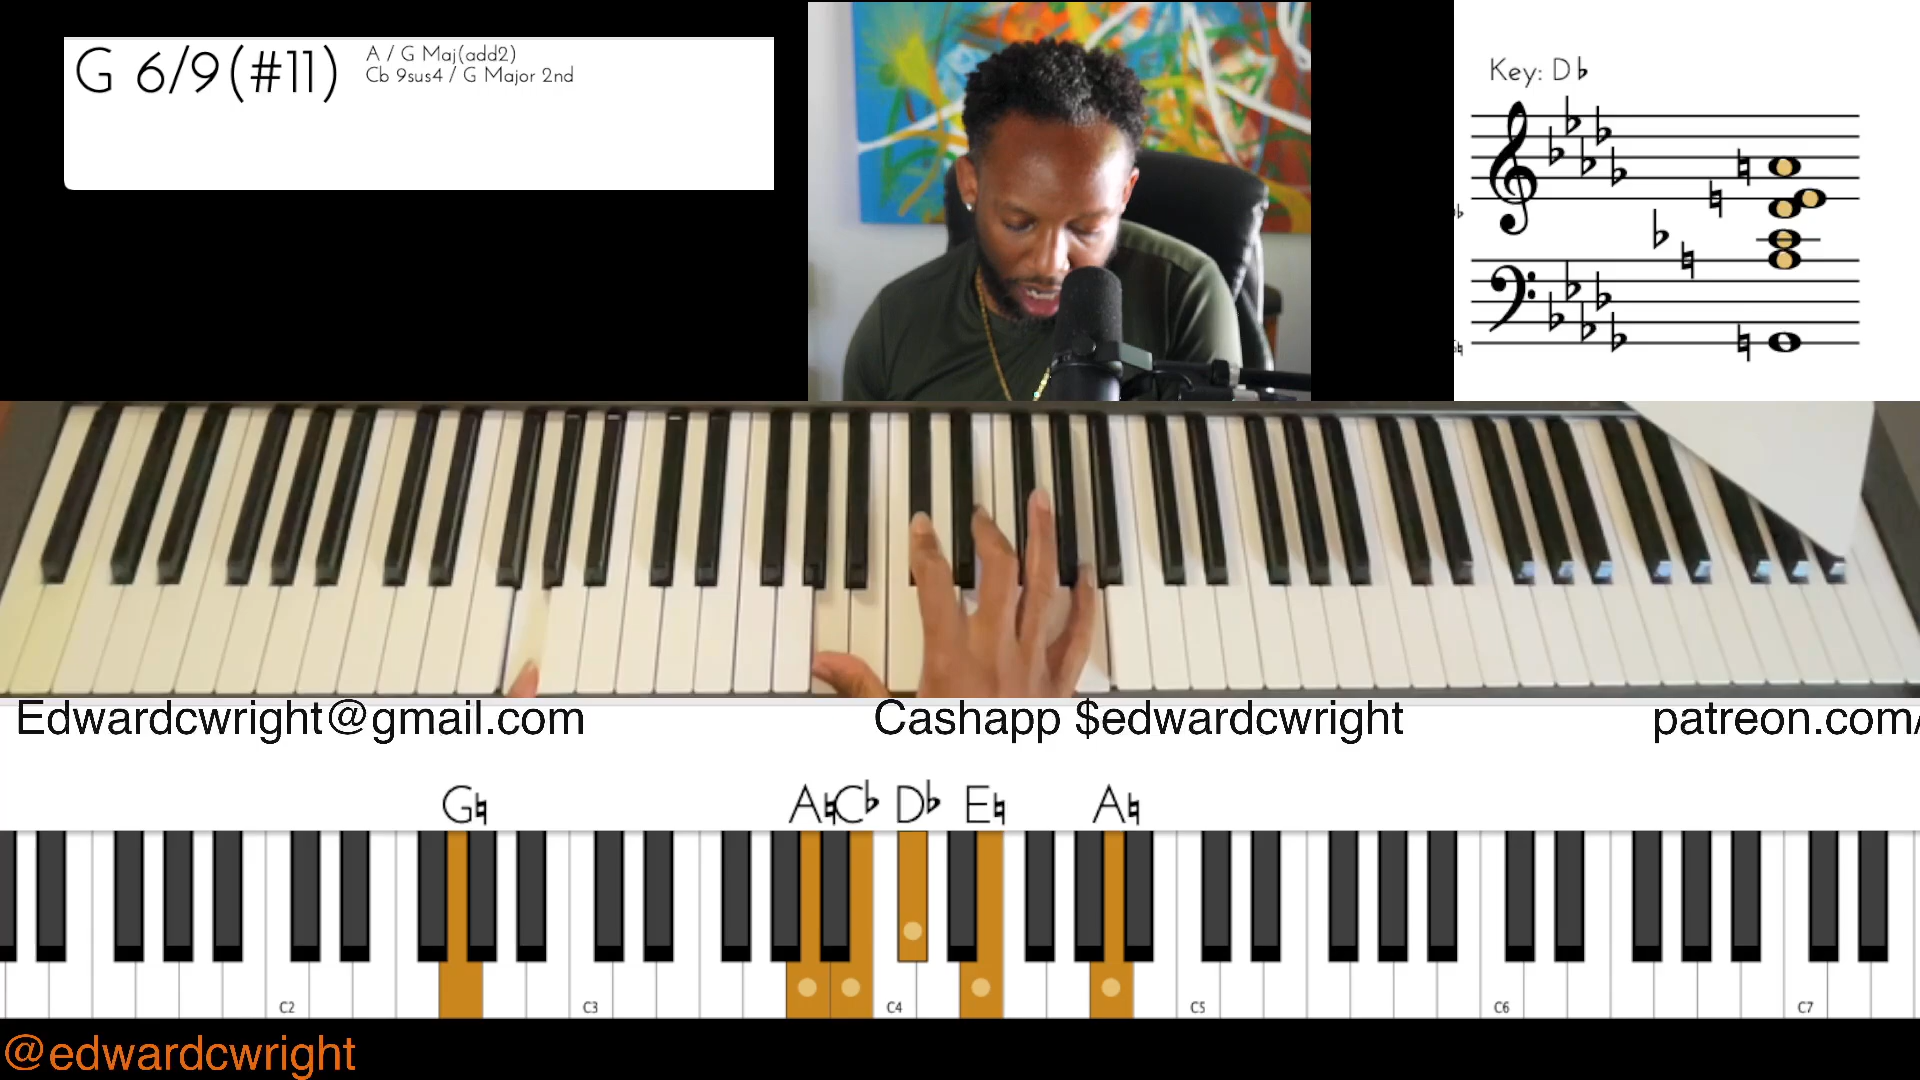 G 6/9(#11)
A / G Maj(add2)
Cb 9sus4 / G Major 2nd
Key: D♭
Edwardcwright@gmail.com
Cashapp $edwardcwright
patreon.com/
G♮ A♮ C♭ D♭ E♮ A♮
C2 C3 C4 C5 C6 C7
@edwardcwright